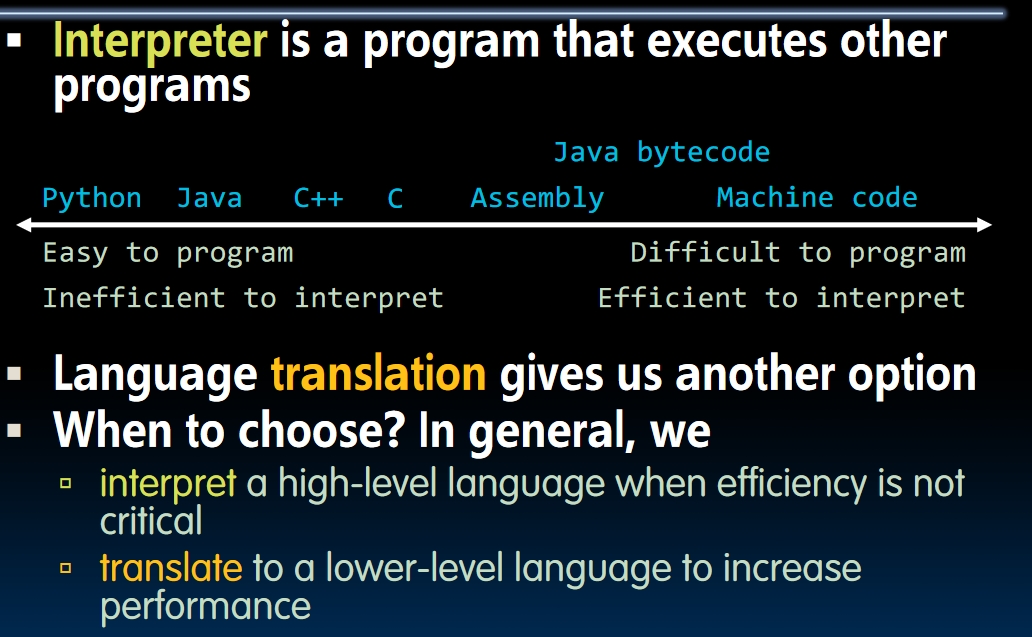 Interpreter is a program that executes other
programs
Java bytecode
Python Java C++ C Assembly Machine code
Easy to program Difficult to program
Inefficient to interpret Efficient to interpret
Language translation gives us another option
When to choose? In general, we
interpret a high-level language when efficiency is not
critical
translate to a lower-level language to increase
performance